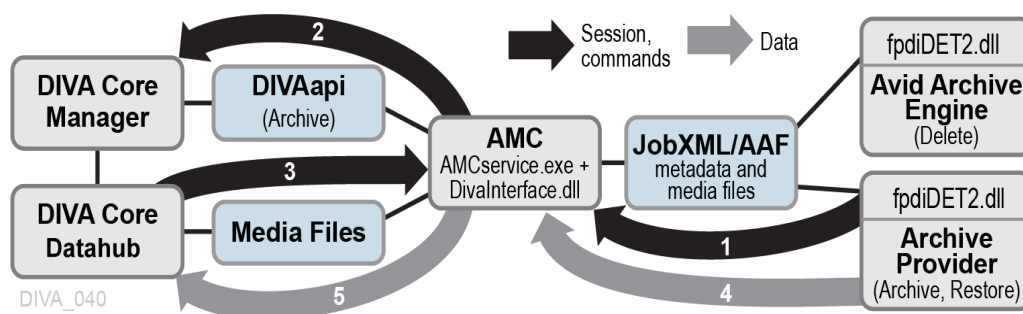 2
Session,
commands
Data
fpdiDET2.dll
Avid Archive
Engine
(Delete)
DIVA Core
Manager
DIVAapi
(Archive)
AMC
AMCservice.exe +
DivaInterface.dll
JobXML/AAF
metadata and
media files
3
DIVA Core
Datahub
Media Files
fpdiDET2.dll
Archive
Provider
(Archive, Restore)
1
4
5
DIVA_040